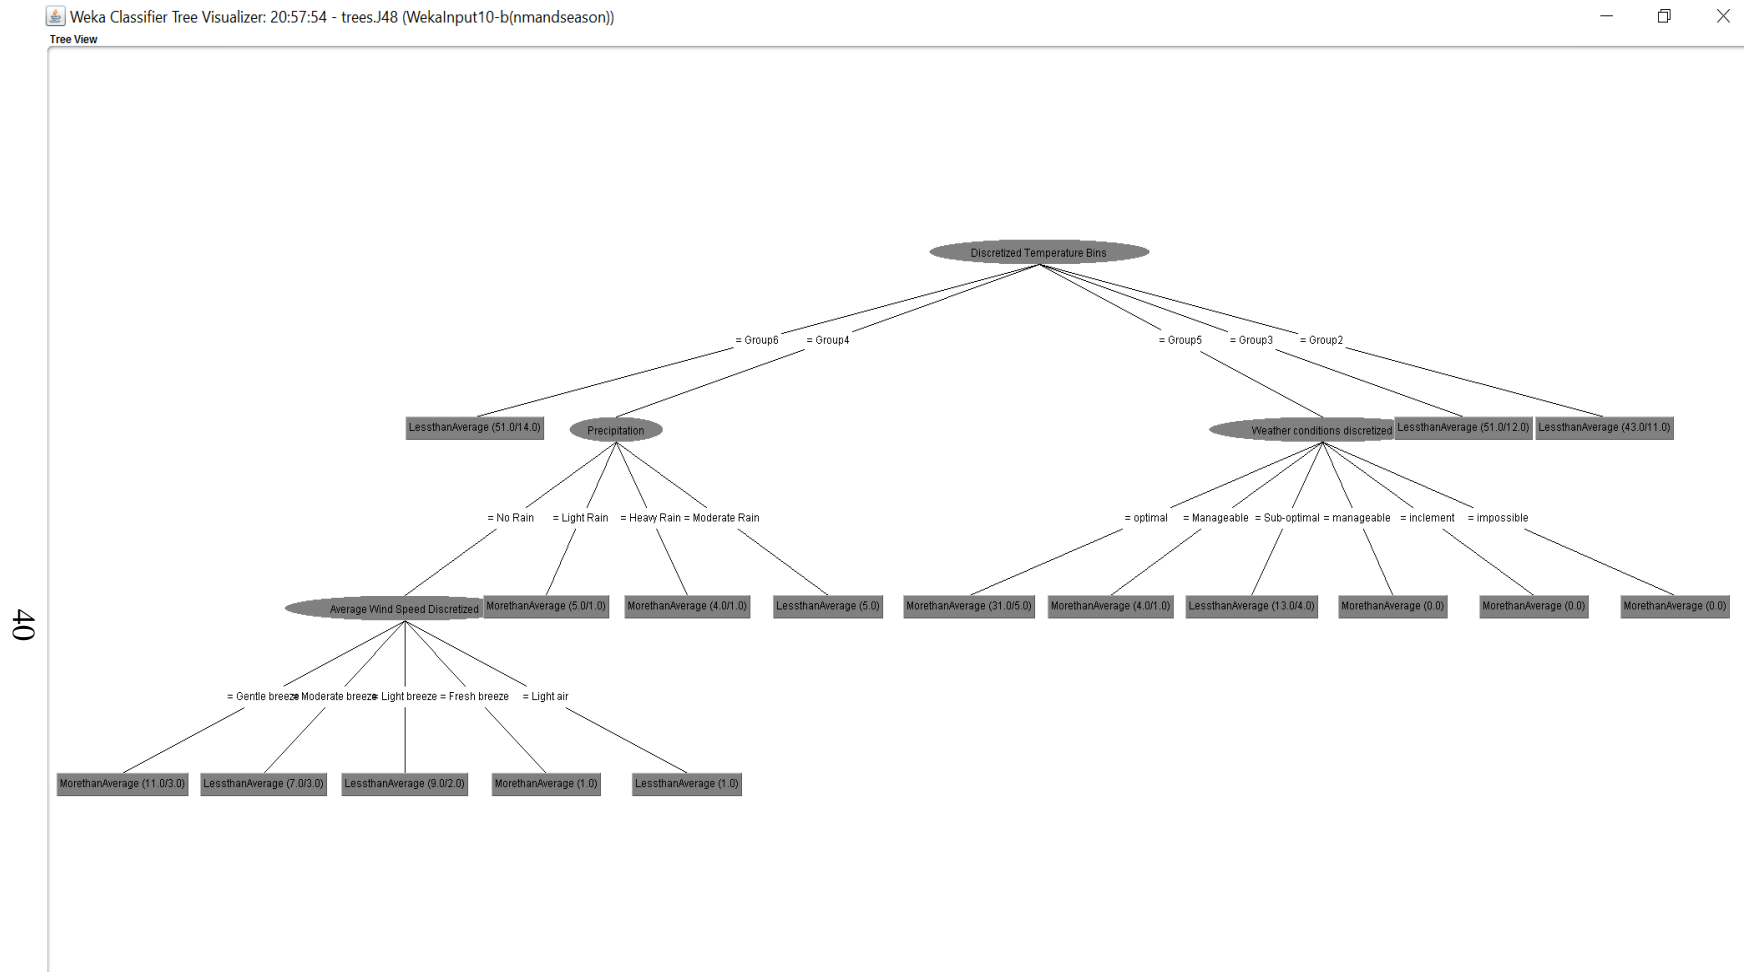 Weka Classifier Tree Visualizer: 20:57:54 - trees.J48 (WekaInput10-b(nmandseason))
Tree View
Discretized Temperature Bins
= Group6 = Group4 = Group5 = Group3 = Group2
LessthanAverage (51.0/14.0) Precipitation Weather conditions discretized LessthanAverage (51.0/12.0) LessthanAverage (43.0/11.0)
= No Rain = Light Rain = Heavy Rain = Moderate Rain = optimal = Manageable = Sub-optimal = manageable = inclement = impossible
Average Wind Speed Discretized MorethanAverage (5.0/1.0) MorethanAverage (4.0/1.0) LessthanAverage (5.0) MorethanAverage (31.0/5.0) MorethanAverage (4.0/1.0) LessthanAverage (13.0/4.0) MorethanAverage (0.0) MorethanAverage (0.0) MorethanAverage (0.0)
= Gentle breeze = Moderate breeze = Light breeze = Fresh breeze = Light air
MorethanAverage (11.0/3.0) LessthanAverage (7.0/3.0) LessthanAverage (9.0/2.0) MorethanAverage (1.0) LessthanAverage (1.0)
40